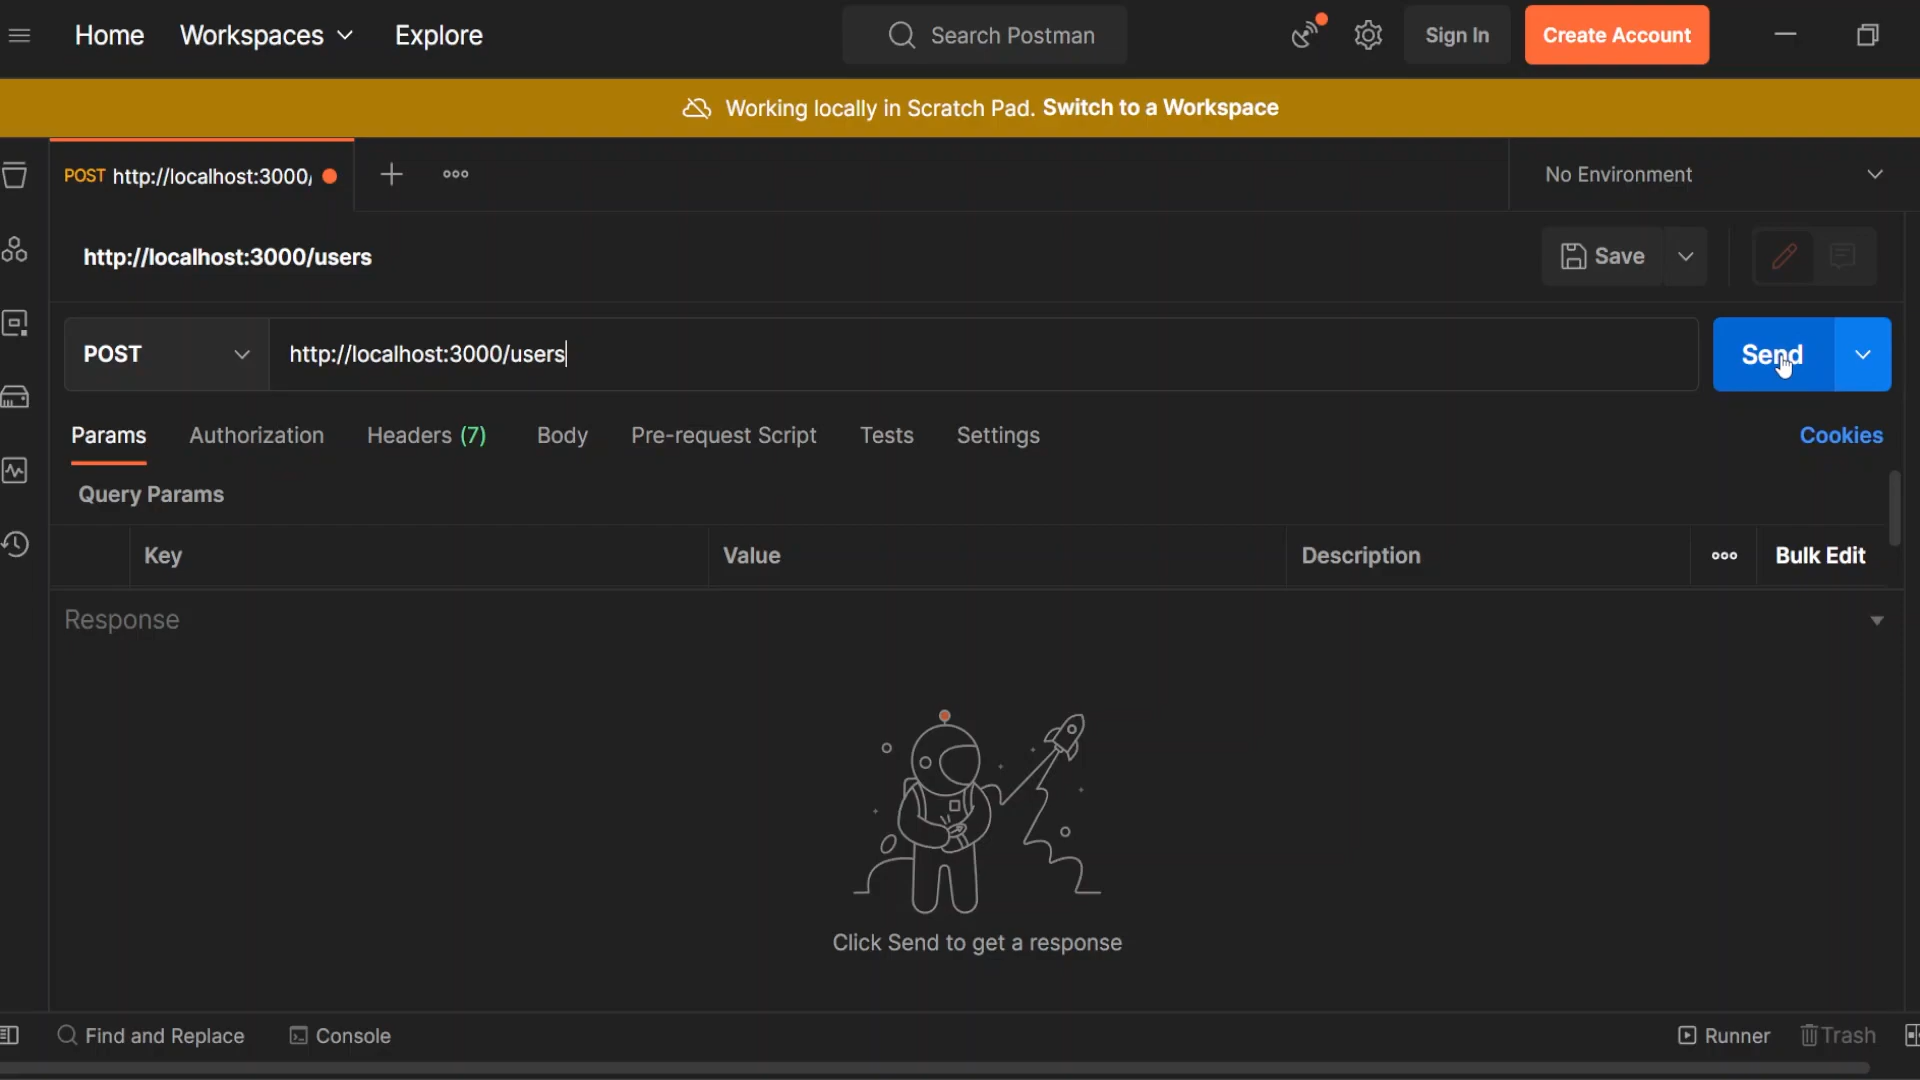 Home Workspaces Explore Search Postman Sign In Create Account
Working locally in Scratch Pad. Switch to a Workspace
POST http://localhost:3000/ No Environment
http://localhost:3000/users Save
POST http://localhost:3000/users Send
Params Authorization Headers (7) Body Pre-request Script Tests Settings Cookies
Query Params
Key Value Description Bulk Edit
Response
Click Send to get a response
Find and Replace Console Runner Trash